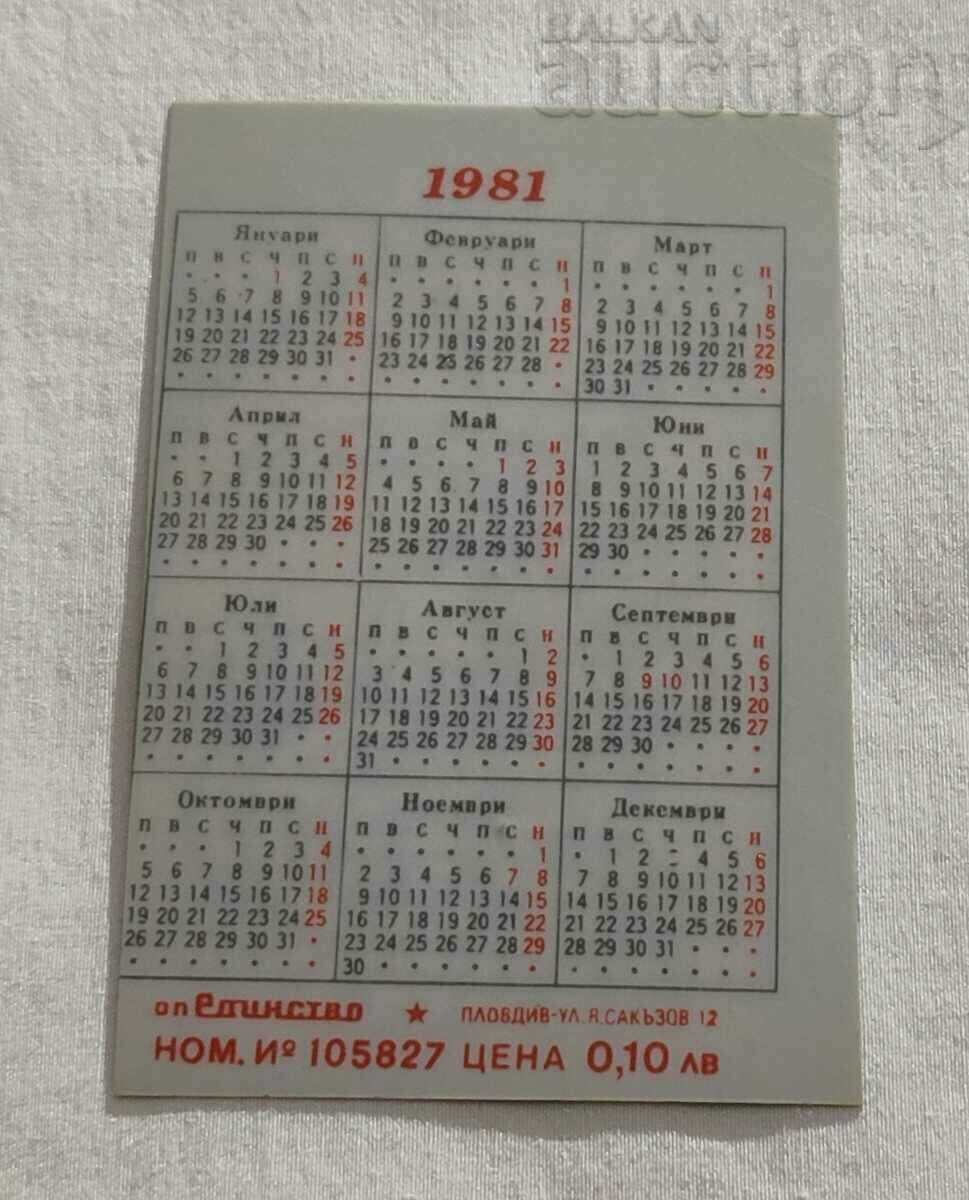 BALKAN
auction
1981
Януари Февруари Март
П В С Ч П С Н П В С Ч П С Н П В С Ч П С Н
• • • 1 2 3 4 • • • • • • 1 • • • • • • 1
5 6 7 8 9 10 11 2 3 4 5 6 7 8 2 3 4 5 6 7 8
12 13 14 15 16 17 18 9 10 11 12 13 14 15 9 10 11 12 13 14 15
19 20 21 22 23 24 25 16 17 18 19 20 21 22 16 17 18 19 20 21 22
26 27 28 29 30 31 • 23 24 25 26 27 28 • 23 24 25 26 27 28 29
• • • • • • • • • • • • • • 30 31 • • • • •
Април Май Юни
П В С Ч П С Н П В С Ч П С Н П В С Ч П С Н
• • 1 2 3 4 5 • • • • 1 2 3 1 2 3 4 5 6 7
6 7 8 9 10 11 12 4 5 6 7 8 9 10 8 9 10 11 12 13 14
13 14 15 16 17 18 19 11 12 13 14 15 16 17 15 16 17 18 19 20 21
20 21 22 23 24 25 26 18 19 20 21 22 23 24 22 23 24 25 26 27 28
27 28 29 30 • • • 25 26 27 28 29 30 31 29 30 • • • • •
• • • • • • • • • • • • • • • • • • • • •
Юли Август Септември
П В С Ч П С Н П В С Ч П С Н П В С Ч П С Н
• • 1 2 3 4 5 • • • • • 1 2 • 1 2 3 4 5 6
6 7 8 9 10 11 12 3 4 5 6 7 8 9 7 8 9 10 11 12 13
13 14 15 16 17 18 19 10 11 12 13 14 15 16 14 15 16 17 18 19 20
20 21 22 23 24 25 26 17 18 19 20 21 22 23 21 22 23 24 25 26 27
27 28 29 30 31 • • 24 25 26 27 28 29 30 28 29 30 • • • •
• • • • • • • 31 • • • • • • • • • • • • •
Октомври Ноември Декември
П В С Ч П С Н П В С Ч П С Н П В С Ч П С Н
• • • 1 2 3 4 • • • • • • 1 • 1 2 4 5 6
5 6 7 8 9 10 11 2 3 4 5 6 7 8 7 8 9 10 11 12 13
12 13 14 15 16 17 18 9 10 11 12 13 14 15 14 15 16 17 18 19 20
19 20 21 22 23 24 25 16 17 18 19 20 21 22 21 22 23 24 25 26 27
26 27 28 29 30 31 • 23 24 25 26 27 28 29 28 29 30 31 • • •
• • • • • • • 30 • • • • • • • • • • • • •
оп Единство ★ ПЛОВДИВ-УЛ. Я.САКЪЗОВ 12
НОМ. № 105827 ЦЕНА 0,10 ЛВ